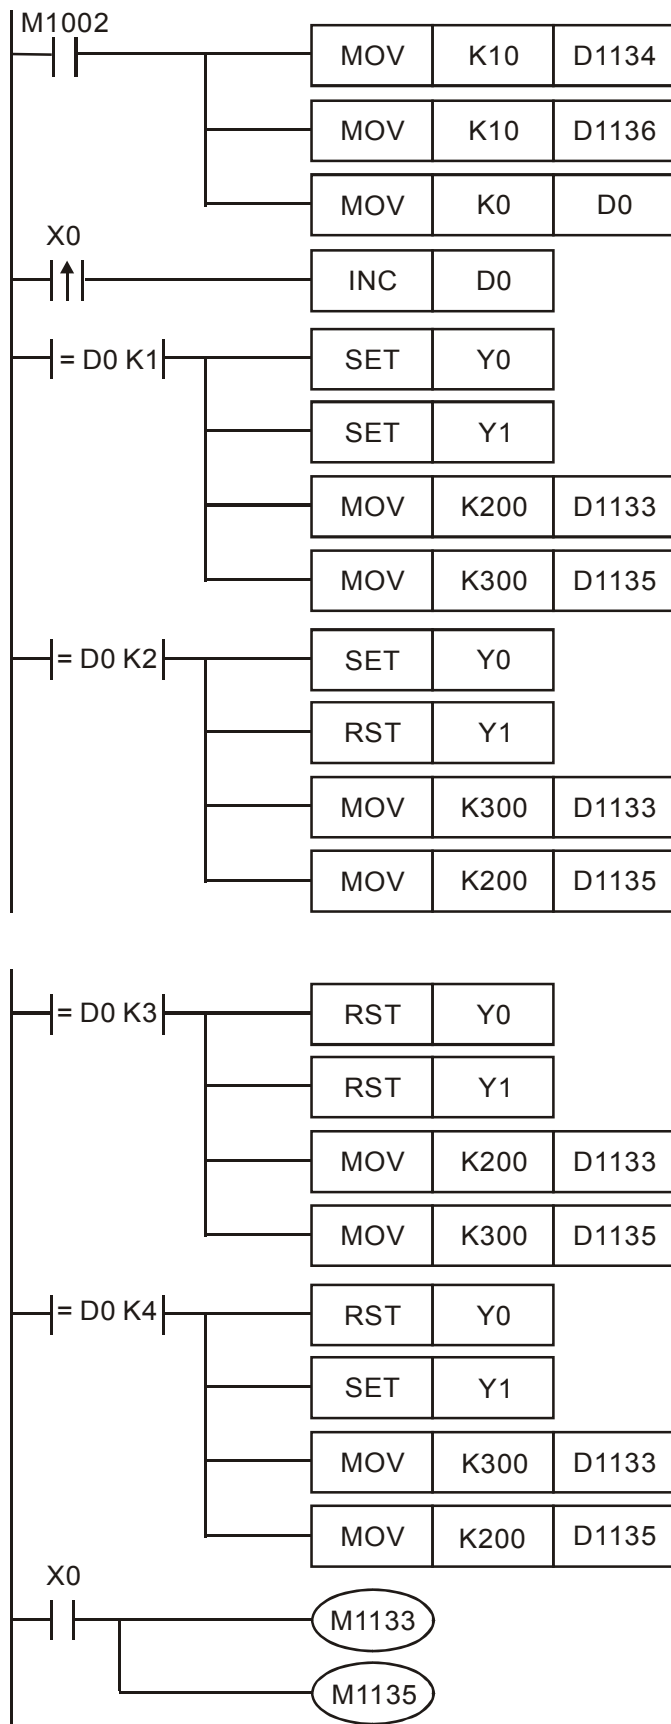 M1002
MOV K10 D1134
MOV K10 D1136
MOV K0 D0
X0
INC D0
= D0 K1 SET Y0
SET Y1
MOV K200 D1133
MOV K300 D1135
= D0 K2 SET Y0
RST Y1
MOV K300 D1133
MOV K200 D1135
= D0 K3 RST Y0
RST Y1
MOV K200 D1133
MOV K300 D1135
= D0 K4 RST Y0
SET Y1
MOV K300 D1133
MOV K200 D1135
X0
M1133
M1135